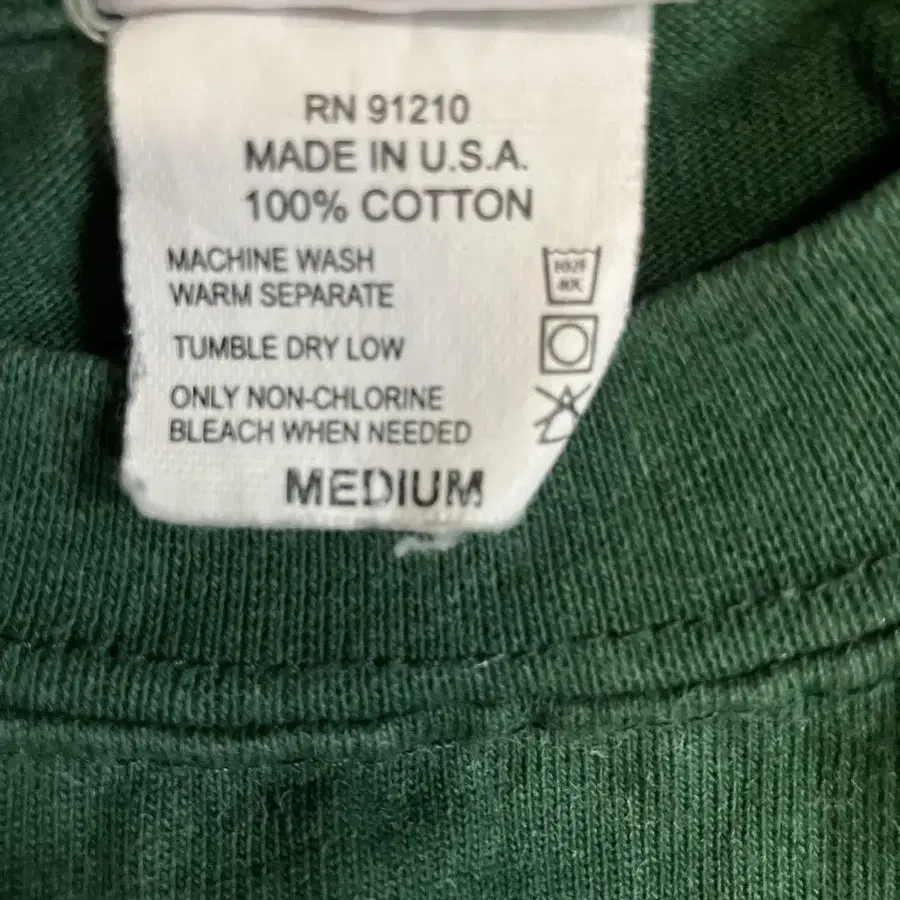 RN 91210
MADE IN U.S.A.
100% COTTON
MACHINE WASH
WARM SEPARATE
TUMBLE DRY LOW
ONLY NON-CHLORINE
BLEACH WHEN NEEDED
MEDIUM